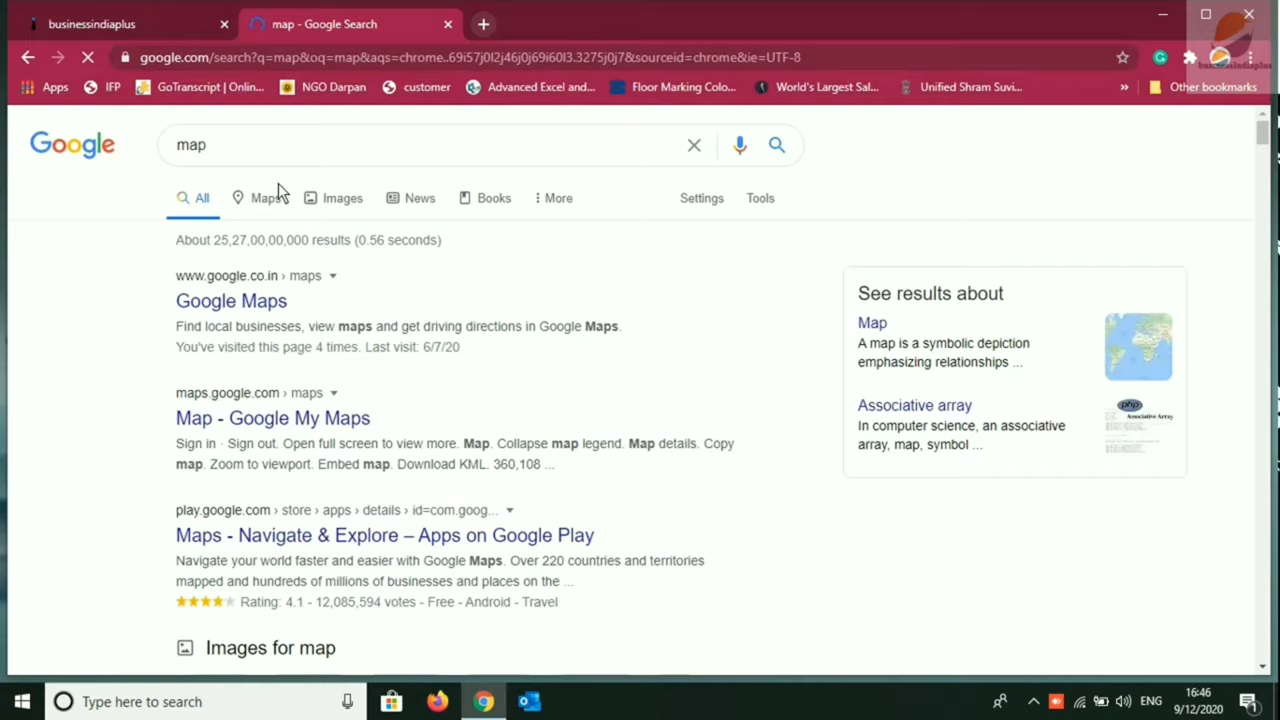 businessindiaplus
map - Google Search
google.com/search?q=map&oq=map&aqs=chrome..69i57j0l2j46j0j69i60l3.3275j0j7&sourceid=chrome&ie=UTF-8
Apps IFP GoTranscript | Onlin... NGO Darpan customer Advanced Excel and... Floor Marking Colo... World's Largest Sal... Unified Shram Suvi... » Other bookmarks
Google
map
All Maps Images News Books More Settings Tools
About 25,27,00,00,000 results (0.56 seconds)
www.google.co.in › maps
Google Maps
Find local businesses, view maps and get driving directions in Google Maps.
You've visited this page 4 times. Last visit: 6/7/20
maps.google.com › maps
Map - Google My Maps
Sign in · Sign out. Open full screen to view more. Map. Collapse map legend. Map details. Copy
map. Zoom to viewport. Embed map. Download KML. 360,108 ...
play.google.com › store › apps › details › id=com.goog...
Maps - Navigate & Explore – Apps on Google Play
Navigate your world faster and easier with Google Maps. Over 220 countries and territories
mapped and hundreds of millions of businesses and places on the ...
Rating: 4.1 - 12,085,594 votes - Free - Android - Travel
Images for map
See results about
Map
A map is a symbolic depiction
emphasizing relationships ...
Associative array
In computer science, an associative
array, map, symbol ...
php
Associative Array
Type here to search
ENG
16:46
9/12/2020
1